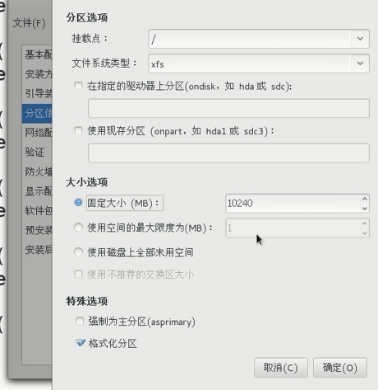 分区选项
文件(F)
挂载点：
/
文件系统类型：
xfs
在指定的驱动器上分区(ondisk，如 hda 或 sdc):
使用现存分区 (onpart，如 hda1 或 sdc3)：
大小选项
固定大小 (MB)：
10240
使用空间的最大限度为(MB)：
1
使用磁盘上全部未用空间
使用不推荐的交换区大小
特殊选项
强制为主分区(asprimary)
格式化分区
取消(C)
确定(O)
基本配
安装方
引导装
分区信
网络配
验证
防火墙
显示配
软件包
预安装
安装后